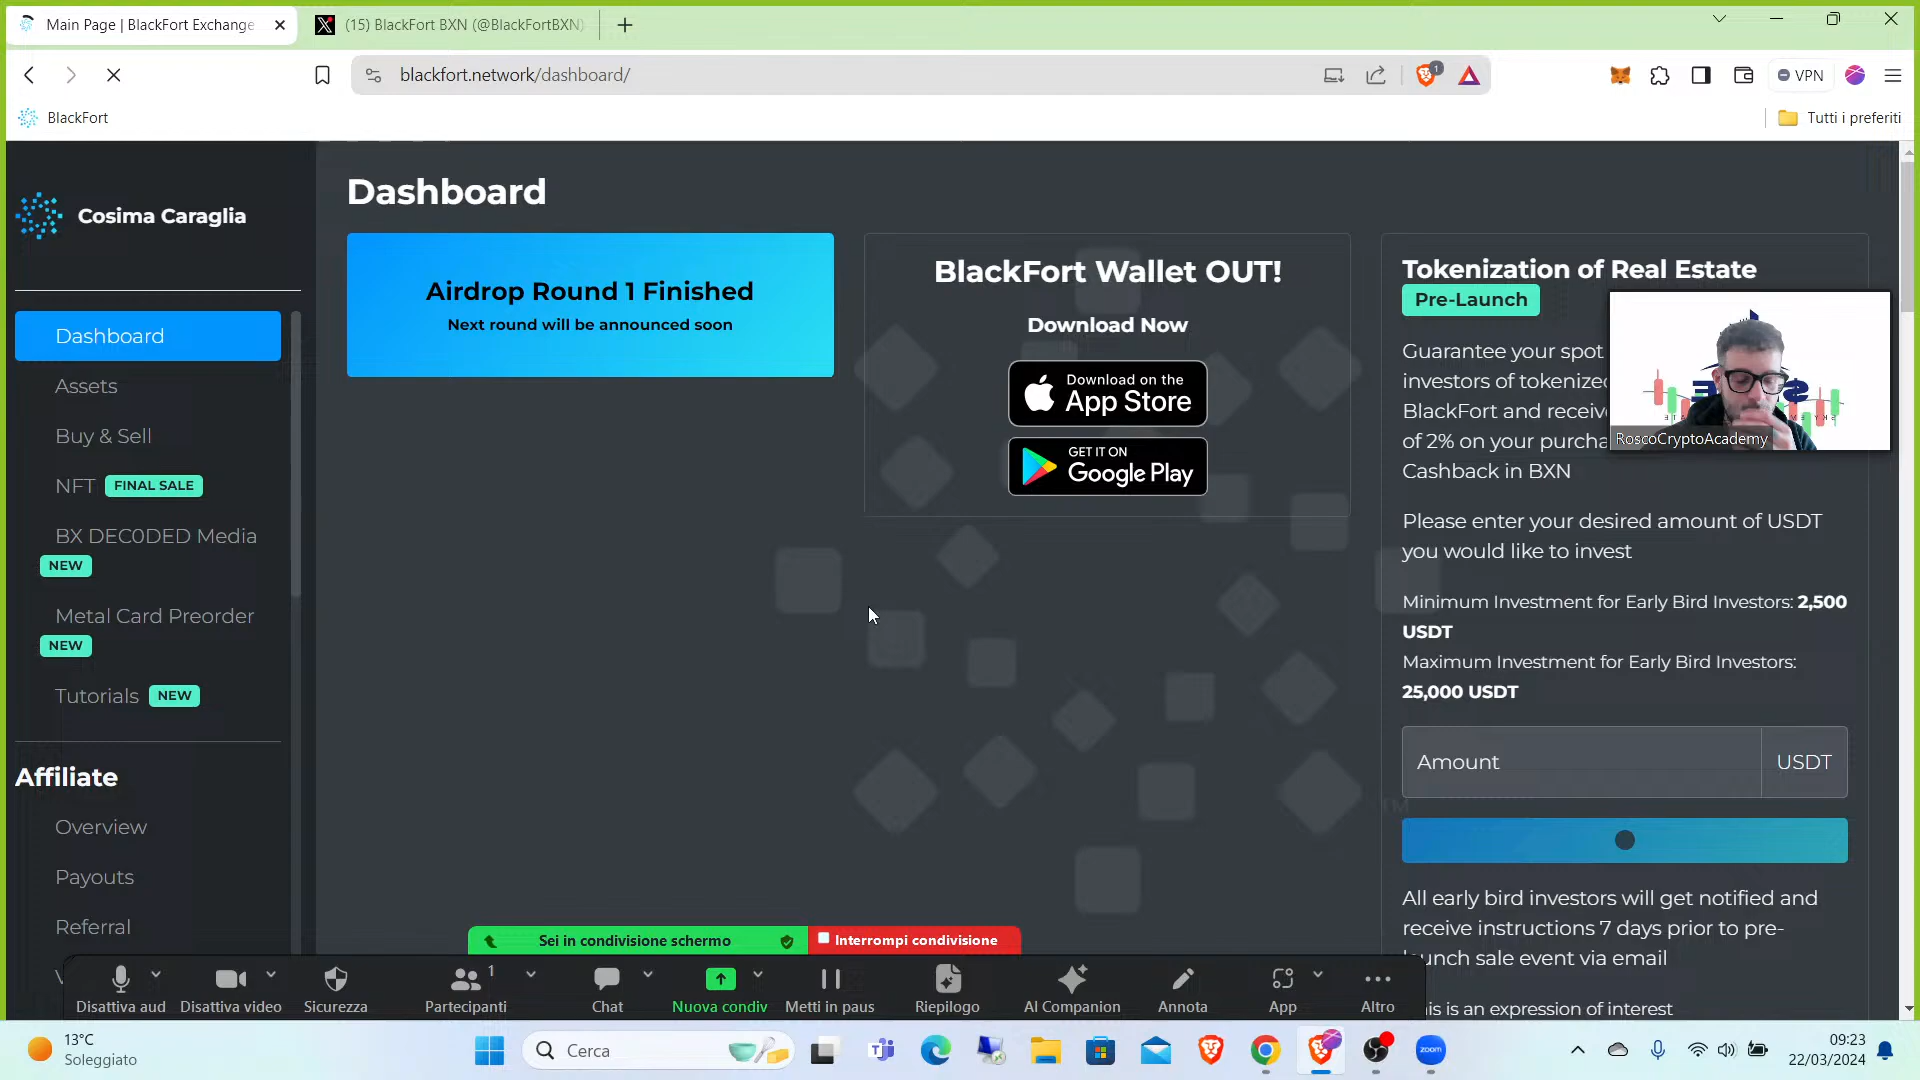 Main Page | BlackFort Exchange
(15) BlackFort BXN (@BlackFortBXN)
blackfort.network/dashboard/
1
VPN
BlackFort
Tutti i preferiti
Cosima Caraglia
Dashboard
Assets
Buy & Sell
NFT FINAL SALE
BX DEC0DED Media
NEW
Metal Card Preorder
NEW
Tutorials NEW
Affiliate
Overview
Payouts
Referral
Dashboard
Airdrop Round 1 Finished
Next round will be announced soon
BlackFort Wallet OUT!
Download Now
Download on the
App Store
GET IT ON
Google Play
Tokenization of Real Estate
Pre-Launch
Guarantee your spot
investors of tokenized
BlackFort and receive
of 2% on your purcha
Cashback in BXN
RoscoCryptoAcademy
Please enter your desired amount of USDT
you would like to invest
Minimum Investment for Early Bird Investors: 2,500
USDT
Maximum Investment for Early Bird Investors:
25,000 USDT
Amount
USDT
All early bird investors will get notified and
receive instructions 7 days prior to pre-
launch sale event via email
This is an expression of interest
Sei in condivisione schermo
Interrompi condivisione
Disattiva aud
Disattiva video
Sicurezza
Partecipanti
1
Chat
Nuova condiv
Metti in paus
Riepilogo
AI Companion
Annota
App
Altro
13°C
Soleggiato
Cerca
zoom
09:23
22/03/2024